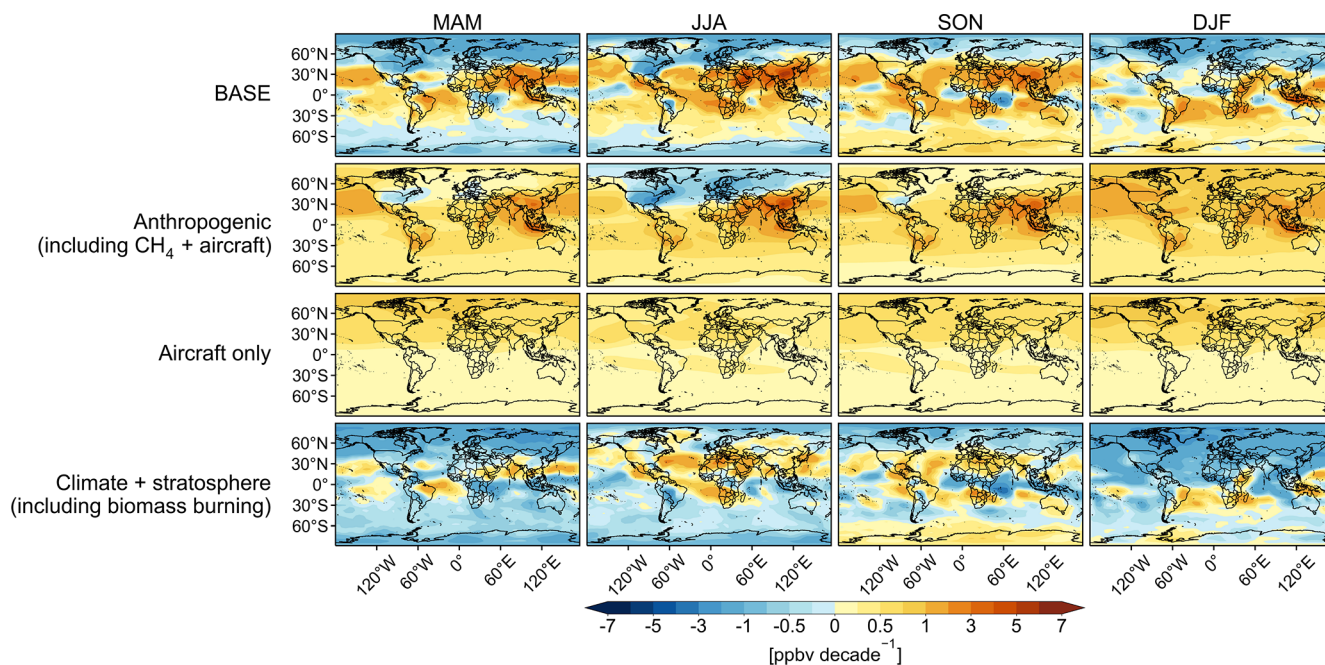 MAM JJA SON DJF
BASE
60°N
30°N
0°
30°S
60°S
Anthropogenic
(including CH₄ + aircraft)
60°N
30°N
0°
30°S
60°S
Aircraft only
60°N
30°N
0°
30°S
60°S
Climate + stratosphere
(including biomass burning)
60°N
30°N
0°
30°S
60°S
120°W 60°W 0° 60°E 120°E 120°W 60°W 0° 60°E 120°E 120°W 60°W 0° 60°E 120°E 120°W 60°W 0° 60°E 120°E
-7 -5 -3 -1 -0.5 0 0.5 1 3 5 7
[ppbv decade⁻¹]